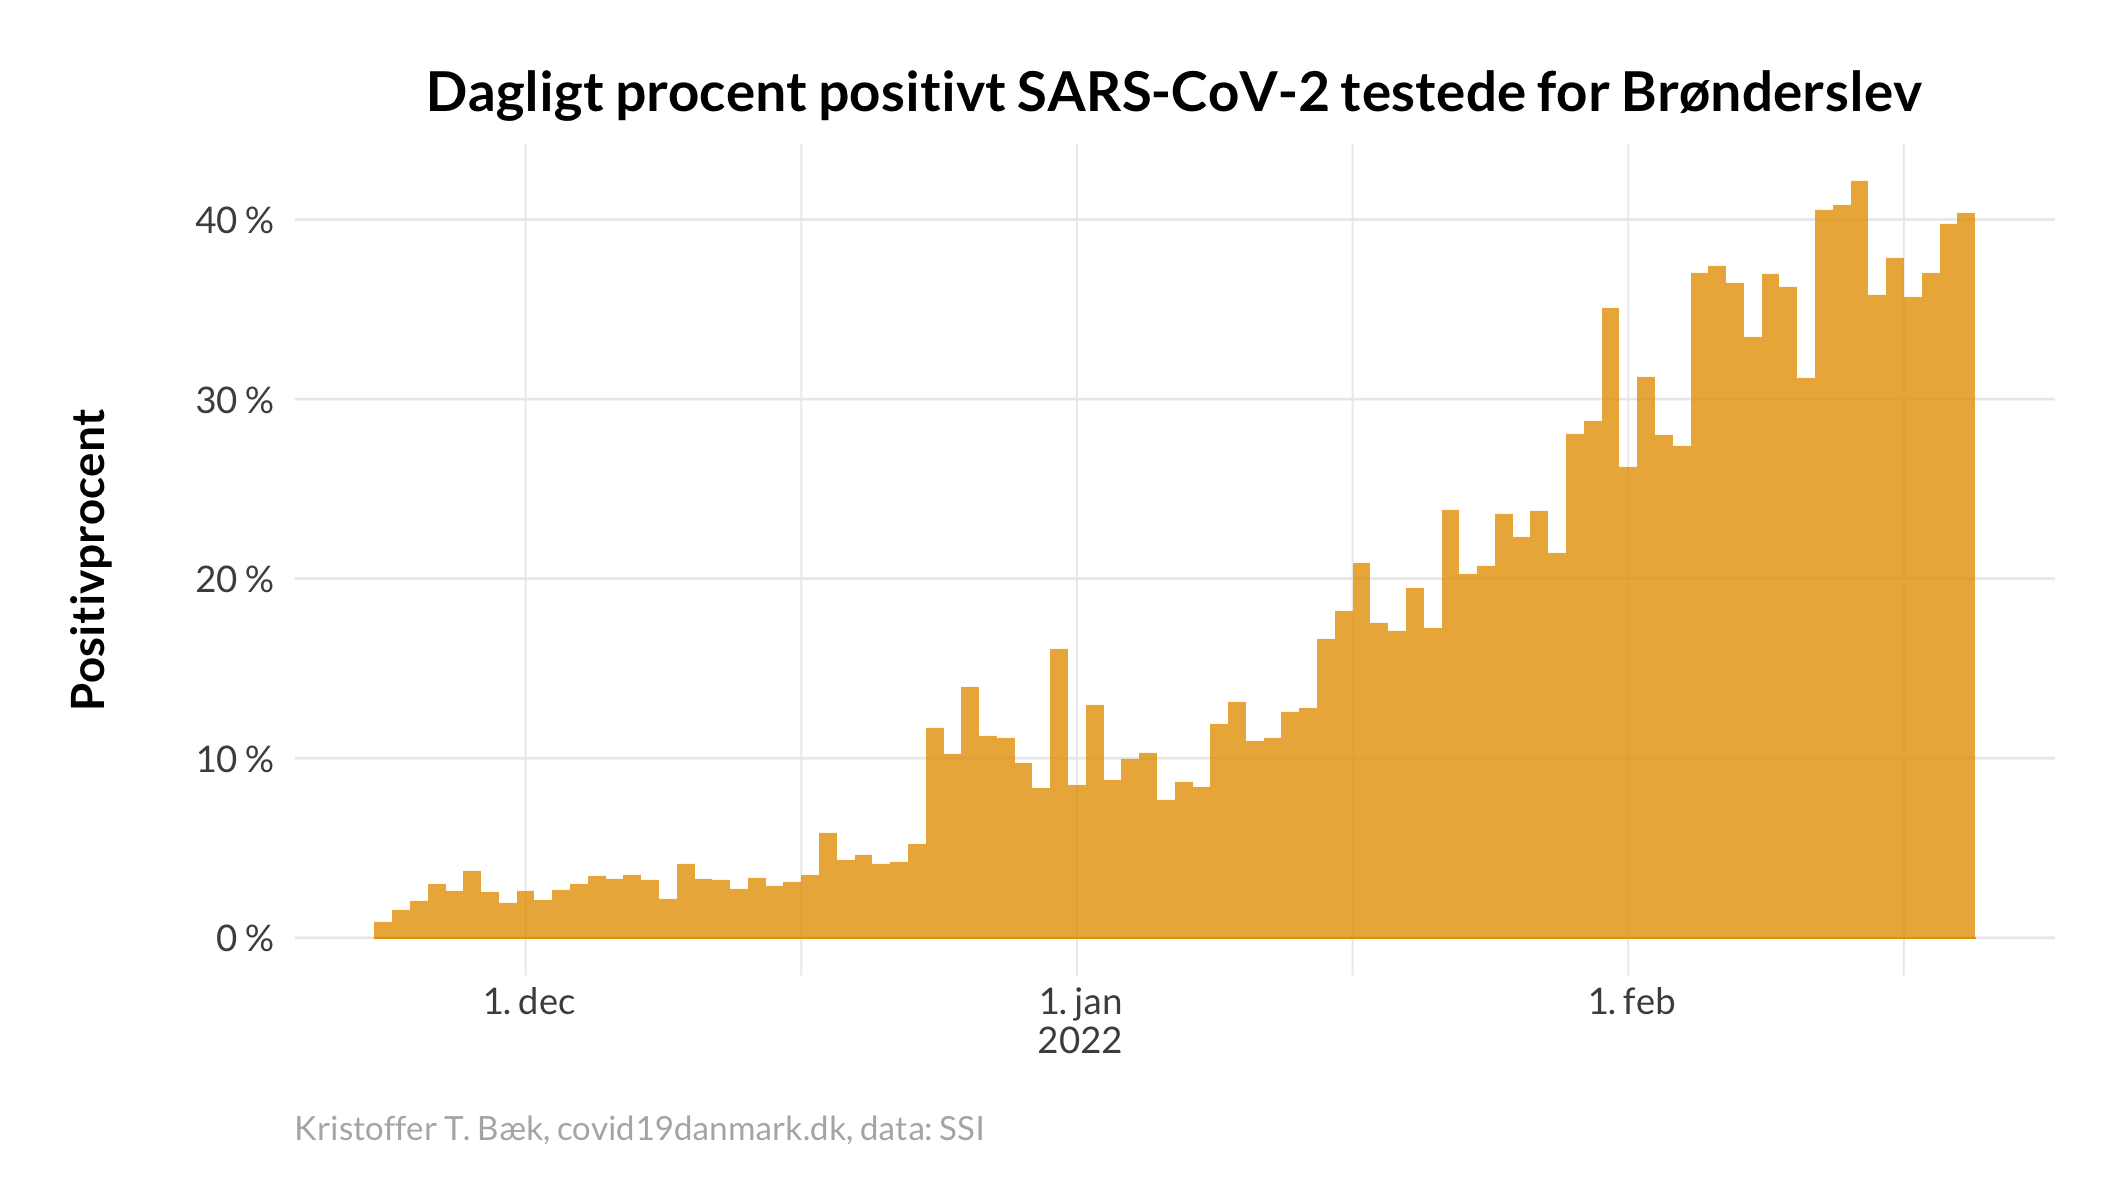 Dagligt procent positivt SARS-CoV-2 testede for Brønderslev
Positivprocent
40 %
30 %
20 %
10 %
0 %
1. dec
1. jan
2022
1. feb
Kristoffer T. Bæk, covid19danmark.dk, data: SSI